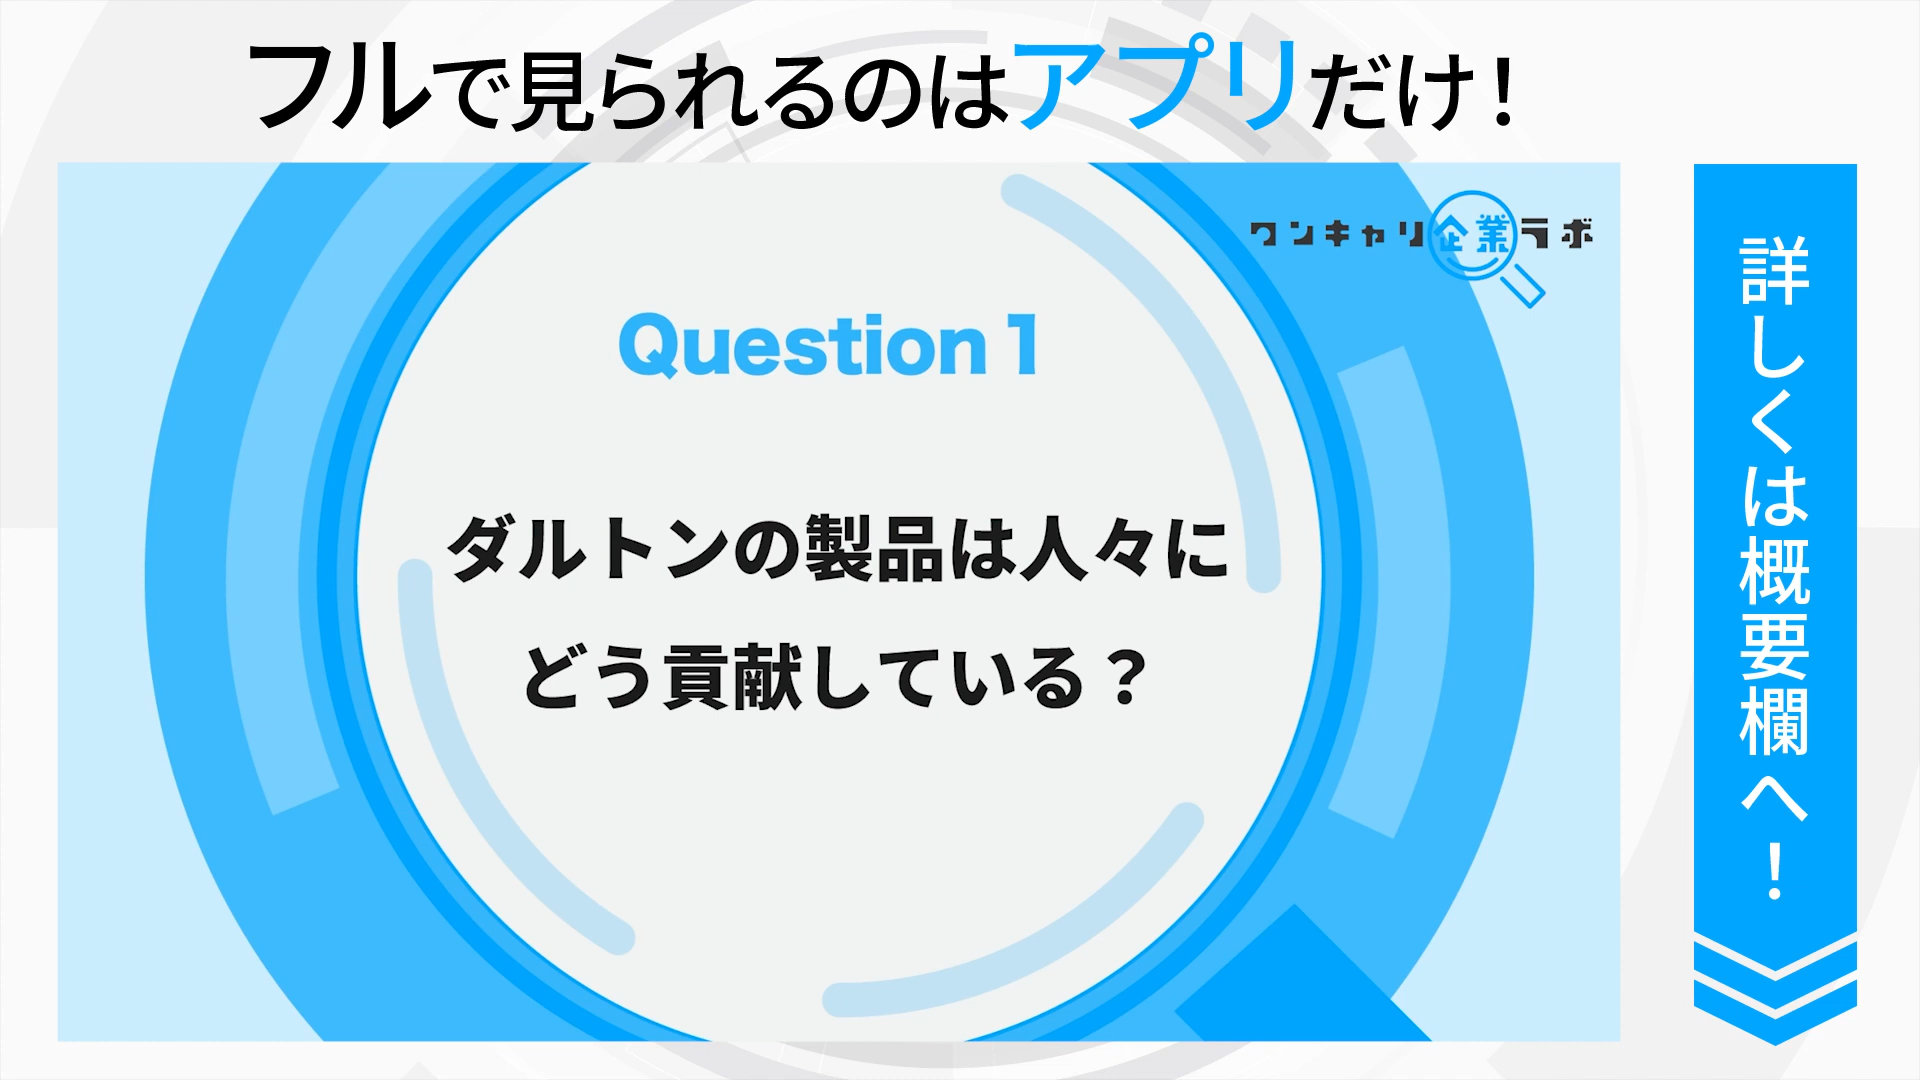 フルで見られるのはアプリだけ！
ワンキャリ企業ラボ
Question 1
ダルトンの製品は人々に
どう貢献している？
詳しくは概要欄へ！